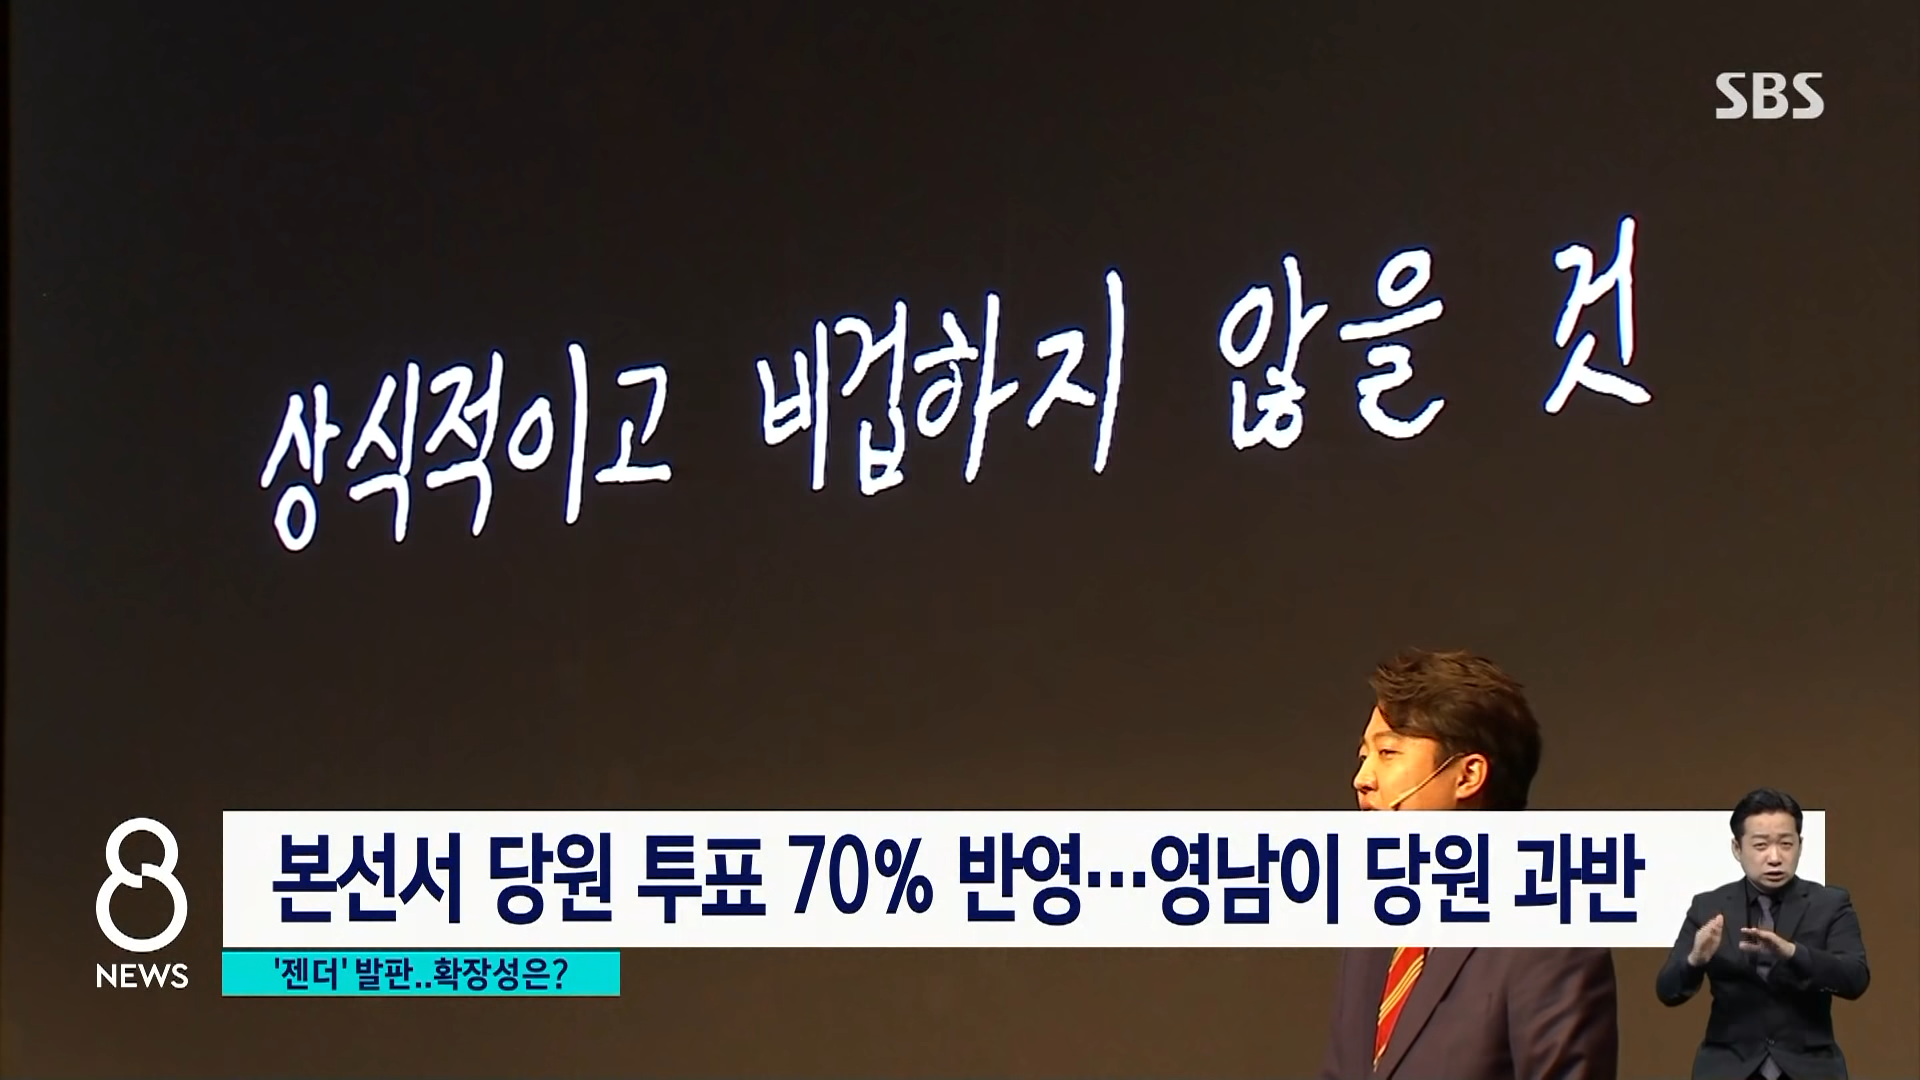 SBS
상식적이고 비겁하지 않을 것
본선서 당원 투표 70% 반영…영남이 당원 과반
8
NEWS
'젠더' 발판..확장성은?